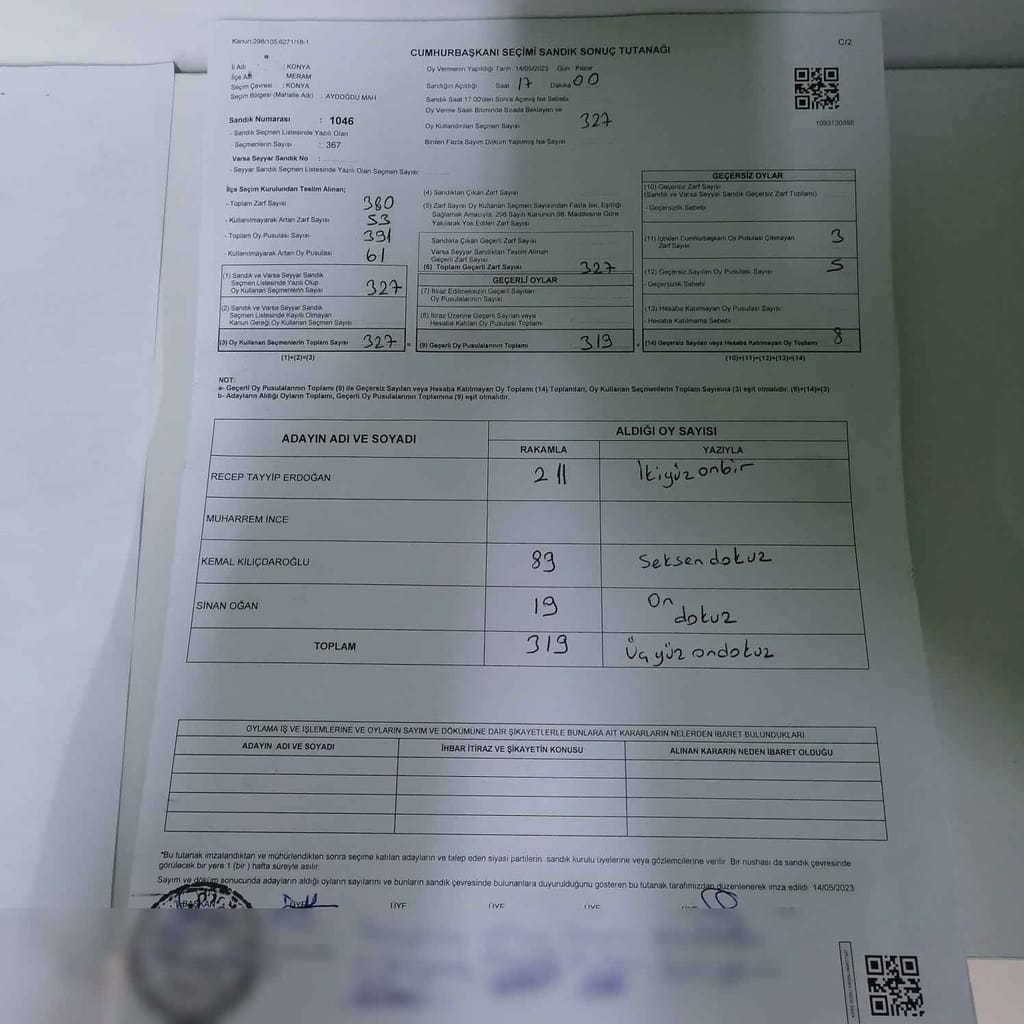 Kanun:298/105;6271/18-1
C/2
CUMHURBAŞKANI SEÇİMİ SANDIK SONUÇ TUTANAĞI
İl Adı : KONYA
İlçe Adı : MERAM
Seçim Çevresi : KONYA
Seçim Bölgesi (Mahalle Adı) : AYDOĞDU MAH
Sandık Numarası : 1046
- Sandık Seçmen Listesinde Yazılı Olan
Seçmenlerin Sayısı : 367
Varsa Seyyar Sandık No :
- Seyyar Sandık Seçmen Listesinde Yazılı Olan Seçmen Sayısı
Oy Vermenin Yapıldığı Tarih :14/05/2023 Gün : Pazar
Sandığın Açıldığı Saat 17 Dakika 00
Sandık Saat 17.00'den Sonra Açılmış İse Sebebi
Oy Verme Saati Bitiminde Sırada Bekleyen ve
Oy Kullandırılan Seçmen Sayısı 327
Birden Fazla Sayım Döküm Yapılmış İse Sayısı
1093730395
İlçe Seçim Kurulundan Teslim Alınan;
- Toplam Zarf Sayısı 380
- Kullanılmayarak Artan Zarf Sayısı 53
- Toplam Oy Pusulası Sayısı 391
- Kullanılmayarak Artan Oy Pusulası 61
(1) Sandık ve Varsa Seyyar Sandık
Seçmen Listesinde Yazılı Olup
Oy Kullanan Seçmenlerin Sayısı 327
(2) Sandık ve Varsa Seyyar Sandık
Seçmen Listesinde Kayıtlı Olmayan
Kanun Gereği Oy Kullanan Seçmen Sayısı
(3) Oy Kullanan Seçmenlerin Toplam Sayısı 327 =
(1)+(2)=(3)
(4) Sandıktan Çıkan Zarf Sayısı
(5) Zarf Sayısı Oy Kullanan Seçmen Sayısından Fazla İse, Eşitliği
Sağlamak Amacıyla; 298 Sayılı Kanunun 98. Maddesine Göre
Yakılarak Yok Edilen Zarf Sayısı
Sandıkta Çıkan Geçerli Zarf Sayısı
Varsa Seyyar Sandıktan Teslim Alınan
Geçerli Zarf Sayısı
(6) Toplam Geçerli Zarf Sayısı 327
GEÇERLİ OYLAR
(7) İtiraz Edilmeksizin Geçerli Sayılan
Oy Pusulalarının Sayısı
(8) İtiraz Üzerine Geçerli Sayılan veya
Hesaba Katılan Oy Pusulası Toplamı
(9) Geçerli Oy Pusulalarının Toplamı 319
GEÇERSİZ OYLAR
(10) Geçersiz Zarf Sayısı
(Sandık ve Varsa Seyyar Sandık Geçersiz Zarf Toplamı)
- Geçersizlik Sebebi
(11) İçinden Cumhurbaşkanı Oy Pusulası Çıkmayan
Zarf Sayısı 3
(12) Geçersiz Sayılan Oy Pusulası Sayısı 5
- Geçersizlik Sebebi
(13) Hesaba Katılmayan Oy Pusulası Sayısı
- Hesaba Katılmama Sebebi
(14) Geçersiz Sayılan veya Hesaba Katılmayan Oy Toplamı 8
(10)+(11)+(12)+(13)=(14)
NOT:
a- Geçerli Oy Pusulalarının Toplamı (9) ile Geçersiz Sayılan veya Hesaba Katılmayan Oy Toplamı (14) Toplamları, Oy Kullanan Seçmenlerin Toplam Sayısına (3) eşit olmalıdır. (9)+(14)=(3)
b- Adayların Aldığı Oyların Toplamı, Geçerli Oy Pusulalarının Toplamına (9) eşit olmalıdır.
ADAYIN ADI VE SOYADI
ALDIĞI OY SAYISI
RAKAMLA YAZIYLA
RECEP TAYYİP ERDOĞAN 211 İkiyüz onbir
MUHARREM İNCE
KEMAL KILIÇDAROĞLU 89 Seksen dokuz
SİNAN OĞAN 19 On
dokuz
TOPLAM 319 Üçyüz ondokuz
OYLAMA İŞ VE İŞLEMLERİNE VE OYLARIN SAYIM VE DÖKÜMÜNE DAİR ŞİKAYETLERLE BUNLARA AİT KARARLARIN NELERDEN İBARET BULUNDUKLARI
ADAYIN ADI VE SOYADI İHBAR İTİRAZ VE ŞİKAYETİN KONUSU ALINAN KARARIN NEDEN İBARET OLDUĞU
*Bu tutanak imzalandıktan ve mühürlendikten sonra seçime katılan adayların ve talep eden siyasi partilerin sandık kurulu üyelerine veya gözlemcilerine verilir. Bir nüshası da sandık çevresinde
görülecek bir yere 1 (bir) hafta süreyle asılır.
Sayım ve döküm sonucunda adayların aldığı oyların sayılarını ve bunların sandık çevresinde bulunanlara duyurulduğunu gösteren bu tutanak tarafımızdan düzenlenerek imza edildi. 14/05/2023
BAŞKAN ÜYE ÜYE ÜYE ÜYE